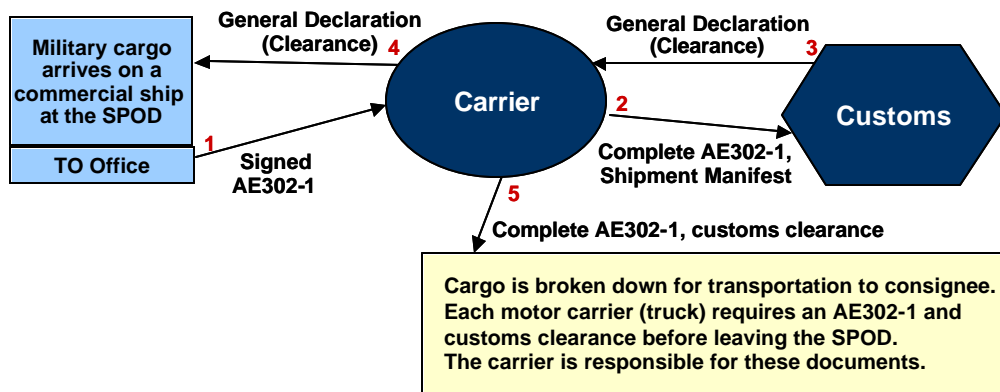 General Declaration
(Clearance)
4
General Declaration
(Clearance)
3
Military cargo
arrives on a
commercial ship
at the SPOD
Carrier
2
Customs
1
TO Office
Signed
AE302-1
Complete AE302-1,
Shipment Manifest
5
Complete AE302-1, customs clearance
Cargo is broken down for transportation to consignee.
Each motor carrier (truck) requires an AE302-1 and
customs clearance before leaving the SPOD.
The carrier is responsible for these documents.